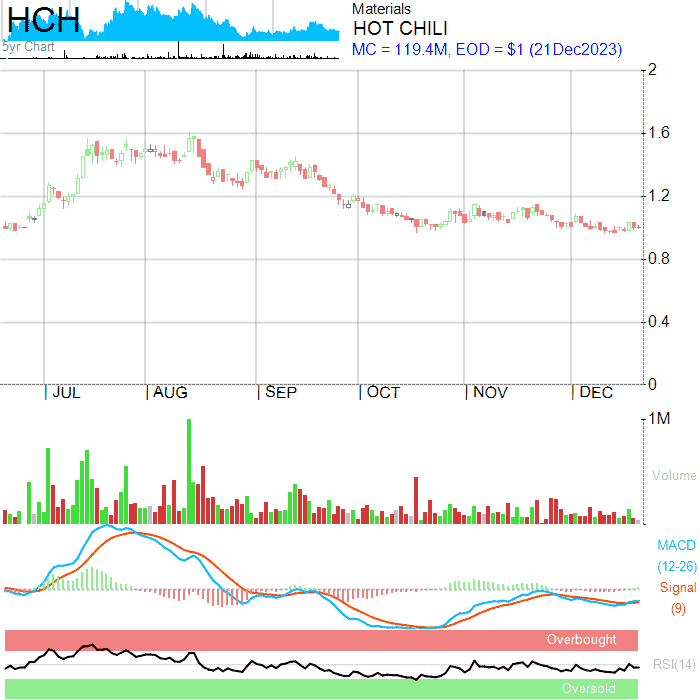 HCH
5yr Chart
Materials
HOT CHILI
MC = 119.4M, EOD = $1 (21Dec2023)
2
1.6
1.2
0.8
0.4
0
JUL AUG SEP OCT NOV DEC
1M
Volume
MACD
(12-26)
Signal
(9)
Overbought
RSI(14)
Oversold